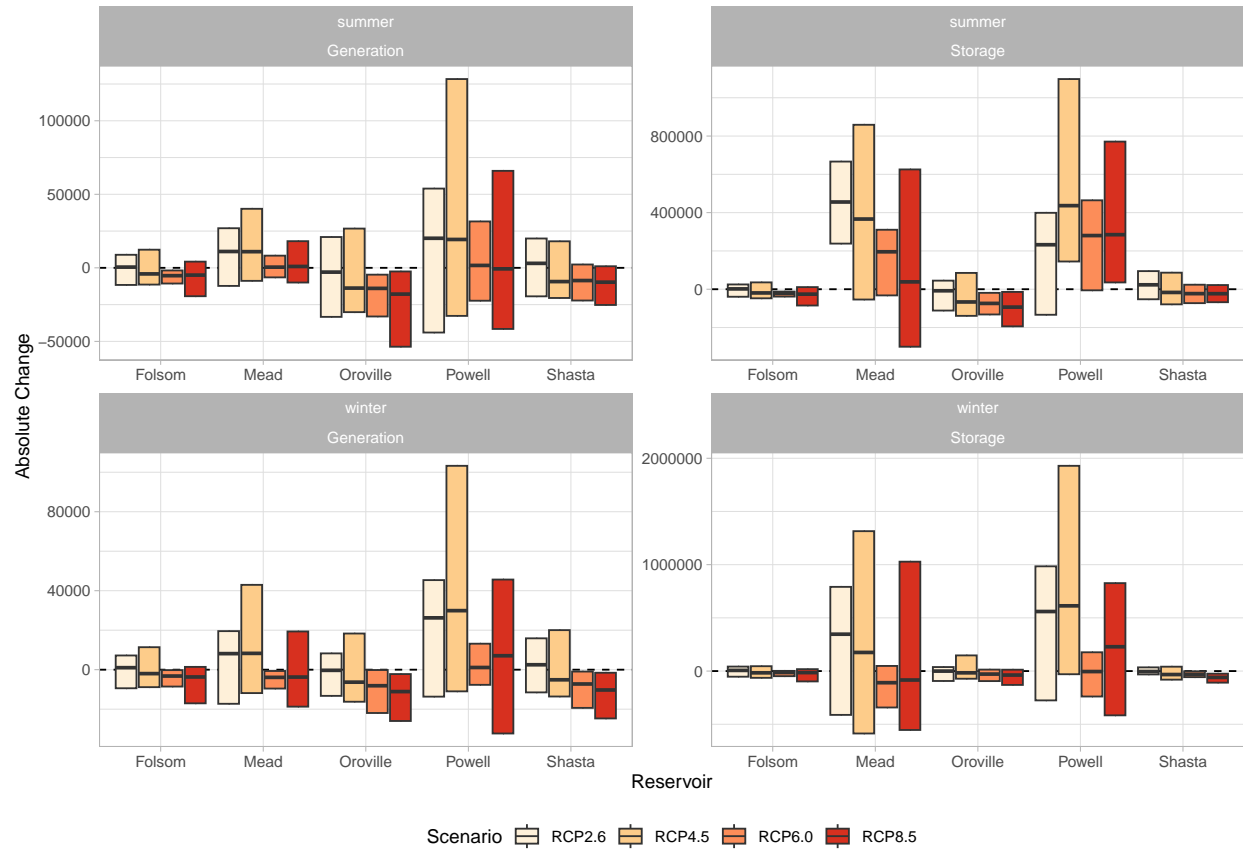 summer
Generation
100000
50000
0
−50000
Folsom Mead Oroville Powell Shasta
summer
Storage
800000
400000
0
Folsom Mead Oroville Powell Shasta
winter
Generation
80000
40000
0
Folsom Mead Oroville Powell Shasta
winter
Storage
2000000
1000000
0
Folsom Mead Oroville Powell Shasta
Absolute Change
Reservoir
Scenario RCP2.6 RCP4.5 RCP6.0 RCP8.5